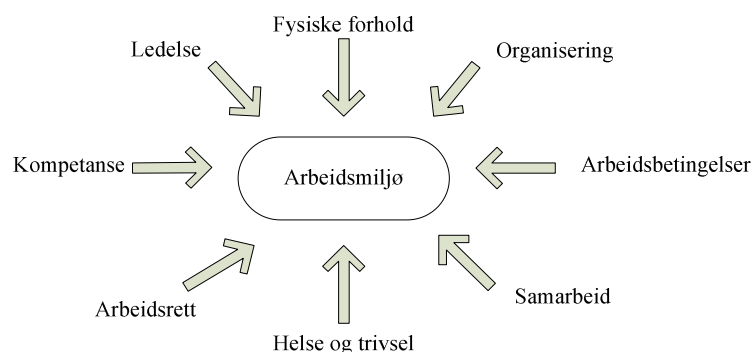 Fysiske forhold
Ledelse
Organisering
Kompetanse
Arbeidsmiljø
Arbeidsbetingelser
Arbeidsrett
Samarbeid
Helse og trivsel